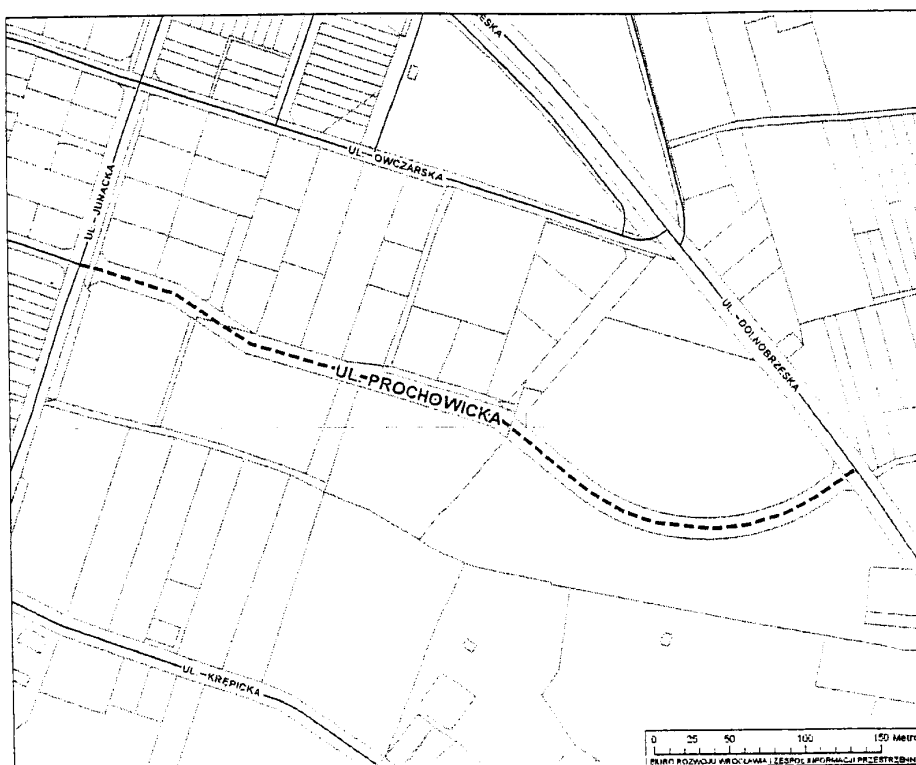 ESKA
UL. OWCZARSKA
UL. JUNACKA
UL. DOLNOBRZESKA
UL. PROCHOWICKA
UL. KRĘPICKA
0 25 50 100 150 Metro
BIURO ROZWOJU WROCŁAWIA | ZESPÓŁ INFORMACJI PRZESTRZENN